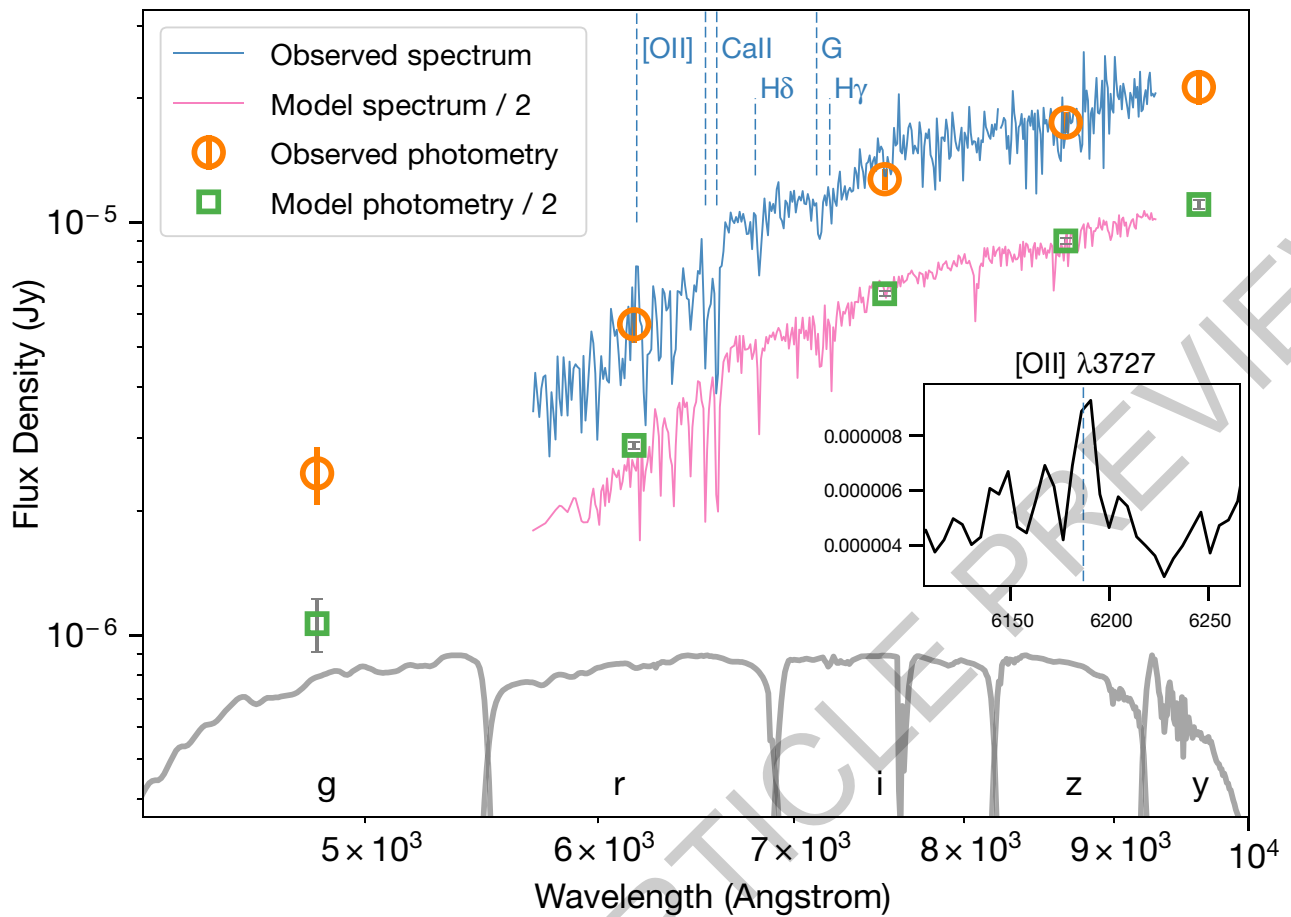 Observed spectrum
Model spectrum / 2
Observed photometry
Model photometry / 2
[OII]
CaII
G
Hδ
Hγ
10⁻⁵
10⁻⁶
Flux Density (Jy)
[OII] λ3727
0.000008
0.000006
0.000004
6150
6200
6250
g
r
i
z
y
5 × 10³
6 × 10³
7 × 10³
8 × 10³
9 × 10³
10⁴
Wavelength (Angstrom)
RTICLE PREVIEW